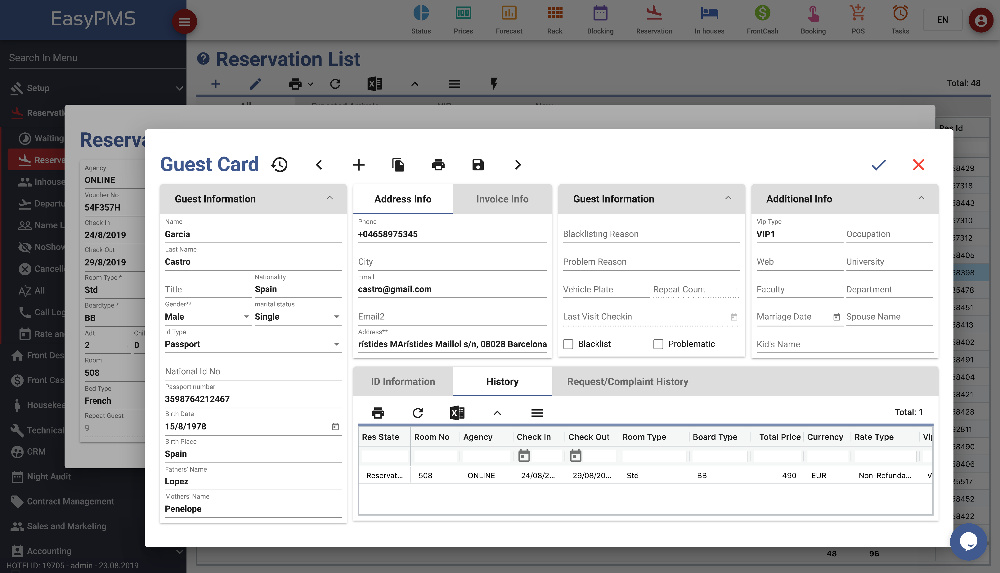 EasyPMS
Status
Prices
Forecast
Rack
Blocking
Reservation
In houses
FrontCash
Booking
POS
Tasks
EN
Search In Menu
Reservation List
Setup
Total: 48
Reservati
Res Id
Waiting
Reserva
Inhouse
Departu
Name L
NoShow
Cancell
All
Call Log
Rate an
Front Des
Front Cas
Housekee
Technical
CRM
Night Audit
Contract Management
Sales and Marketing
Accounting
HOTELID: 19705 - admin - 23.08.2019
Reserva
Agency
ONLINE
Voucher No
54F357H
Check-In
24/8/2019
Check-Out
29/8/2019
Room Type *
Std
Boardtype *
BB
Adt Chil
2 0
Room
508
Bed Type
French
Repeat Guest
9
Guest Card
Guest Information
Name
García
Last Name
Castro
Title
Nationality
Spain
Gender**
Male
marital status
Single
Id Type
Passport
National Id No
Passport number
3598764212467
Birth Date
15/8/1978
Birth Place
Spain
Fathers' Name
Lopez
Mothers' Name
Penelope
Address Info Invoice Info
Phone
+04658975345
City
Email
castro@gmail.com
Email2
Address**
rístides MArístides Maillol s/n, 08028 Barcelona
Guest Information
Blacklisting Reason
Problem Reason
Vehicle Plate Repeat Count
Last Visit Checkin
Blacklist Problematic
Additional Info
Vip Type
VIP1 Occupation
Web University
Faculty Department
Marriage Date Spouse Name
Kid's Name
ID Information History Request/Complaint History
Total: 1
Res State Room No Agency Check In Check Out Room Type Board Type Total Price Currency Rate Type Vip
Reservat... 508 ONLINE 24/08/2... 29/08/20... Std BB 490 EUR Non-Refunda... V
58429
57318
58443
57310
57312
58405
58398
35478
58451
58413
58402
58491
58404
58421
58428
92811
58490
58406
35517
58452
58422
48 96